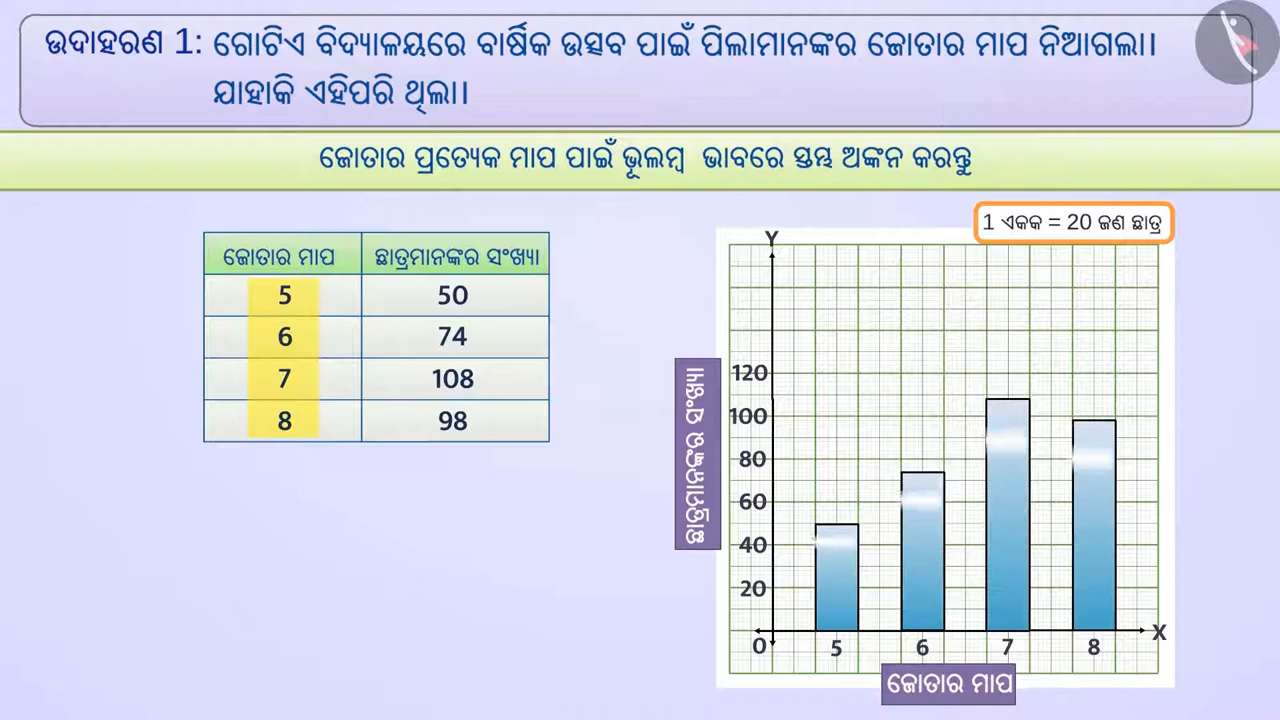 ଉଦାହରଣ 1: ଗୋଟିଏ ବିଦ୍ୟାଳୟରେ ବାର୍ଷିକ ଉତ୍ସବ ପାଇଁ ପିଲାମାନଙ୍କର ଜୋତାର ମାପ ନିଆଗଲା।
ଯାହାକି ଏହିପରି ଥିଲା।
ଜୋତାର ପ୍ରତ୍ୟେକ ମାପ ପାଇଁ ଭୂଲମ୍ବ ଭାବରେ ସ୍ତମ୍ଭ ଅଙ୍କନ କରନ୍ତୁ
1 ଏକକ = 20 ଜଣ ଛାତ୍ର
ଜୋତାର ମାପ ଛାତ୍ରମାନଙ୍କର ସଂଖ୍ୟା
5 50
6 74
7 108
8 98
Y
ଛାତ୍ରମାନଙ୍କର ସଂଖ୍ୟା
120
100
80
60
40
20
0 5 6 7 8 X
ଜୋତାର ମାପ